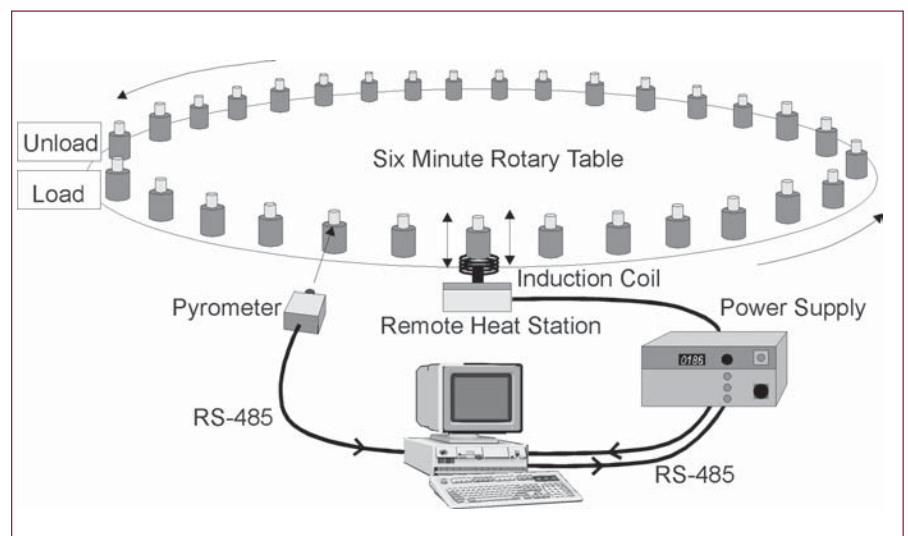 Unload
Load
Six Minute Rotary Table
Induction Coil
Pyrometer
Remote Heat Station
Power Supply
0186
RS-485
RS-485